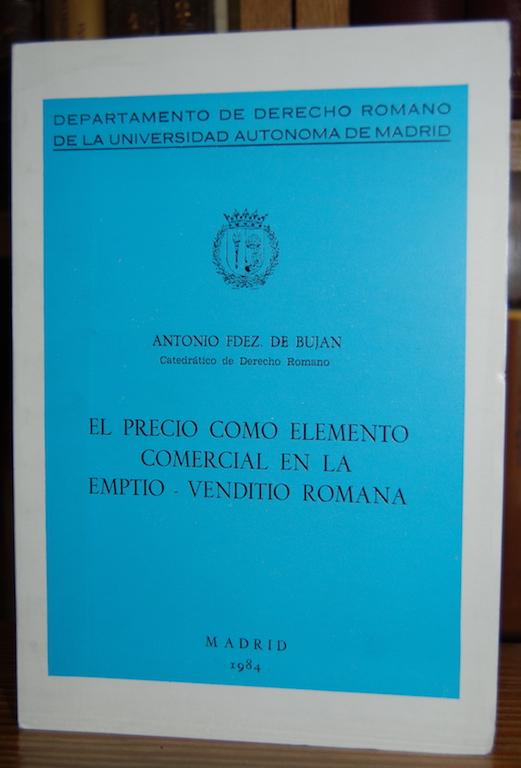 DEPARTAMENTO DE DERECHO ROMANO
DE LA UNIVERSIDAD AUTONOMA DE MADRID
ANTONIO FDEZ. DE BUJAN
Catedrático de Derecho Romano
EL PRECIO COMO ELEMENTO
COMERCIAL EN LA
EMPTIO - VENDITIO ROMANA
MADRID
1984